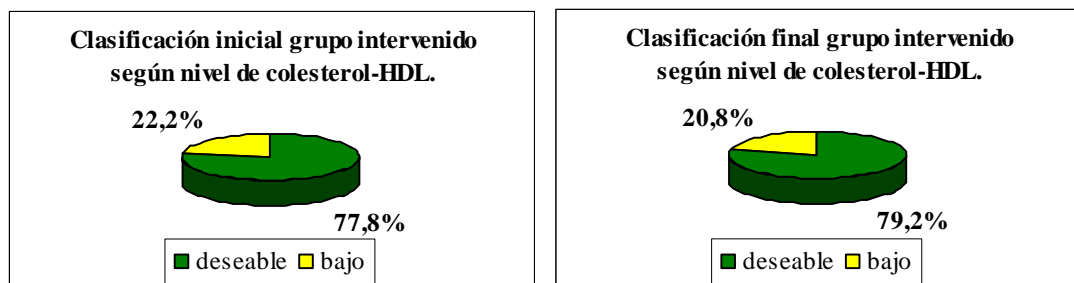 Clasificación inicial grupo intervenido
según nivel de colesterol-HDL.
22,2%
77,8%
deseable bajo
Clasificación final grupo intervenido
según nivel de colesterol-HDL.
20,8%
79,2%
deseable bajo